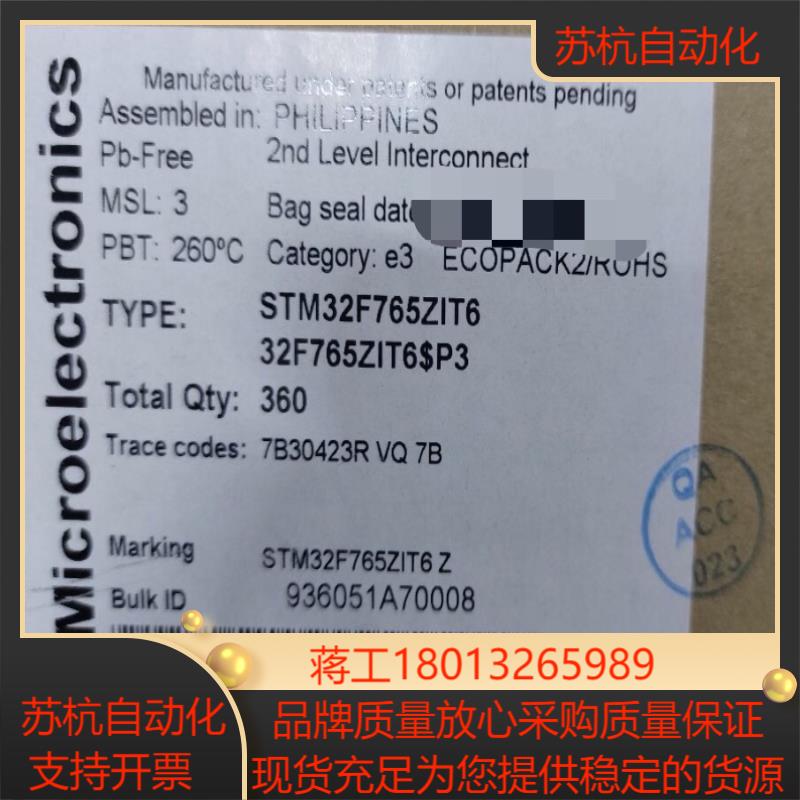 苏杭自动化
Microelectronics
Manufactured under patents or patents pending
Assembled in: PHILIPPINES
Pb-Free 2nd Level Interconnect
MSL: 3 Bag seal date
PBT: 260ºC Category: e3 ECOPACK2/ROHS
TYPE: STM32F765ZIT6
32F765ZIT6$P3
Total Qty: 360
Trace codes: 7B30423R VQ 7B
Marking STM32F765ZIT6 Z
Bulk ID 936051A70008
QA
ACC
023
蒋工18013265989
苏杭自动化
支持开票
品牌质量放心采购质量保证
现货充足为您提供稳定的货源